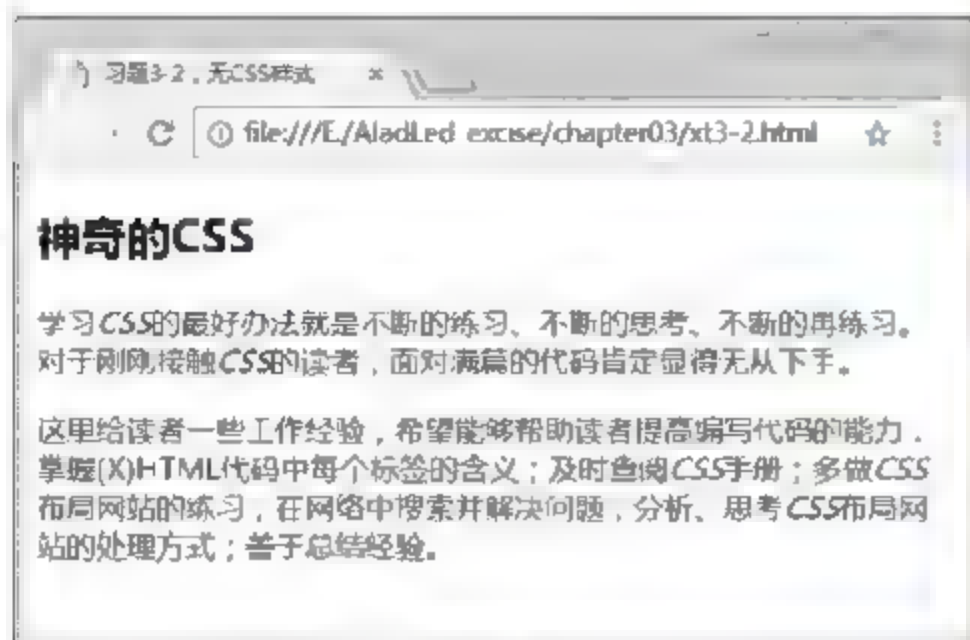 习题3-2，无CSS样式
file:///E:/AladLed excise/chapter03/xt3-2.html
神奇的CSS
学习CSS的最好办法就是不断的练习、不断的思考、不断的再练习。
对于刚刚接触CSS的读者，面对满篇的代码肯定显得无从下手。
这里给读者一些工作经验，希望能够帮助读者提高编写代码的能力．
掌握(X)HTML代码中每个标签的含义；及时查阅CSS手册；多做CSS
布局网站的练习，在网络中搜索并解决问题，分析、思考CSS布局网
站的处理方式；善于总结经验。